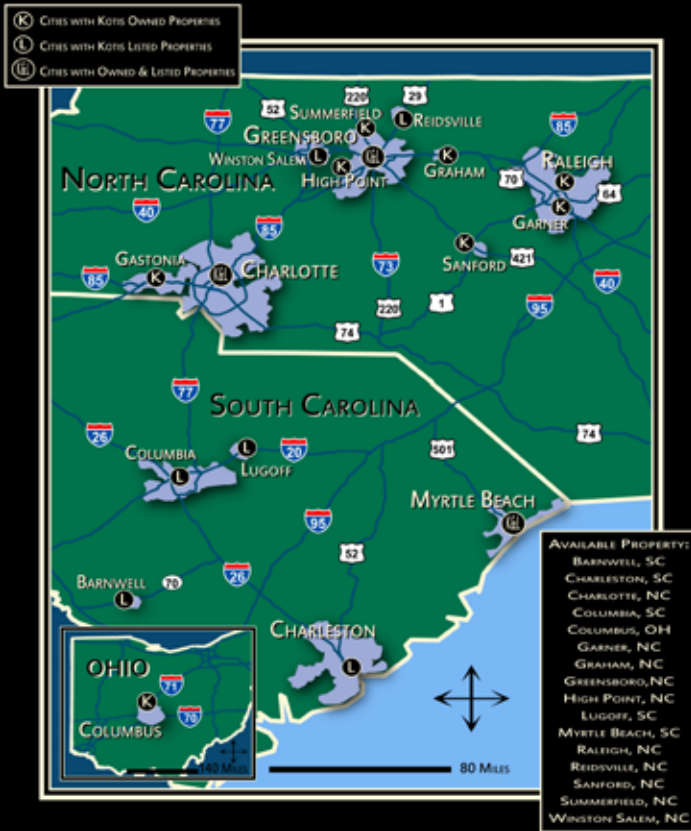 K Cities with Kotis Owned Properties
L Cities with Kotis Listed Properties
Cities with Owned & Listed Properties
220
29
52
77
Summerfield
K
L
Reidsville
85
Greensboro
Winston Salem
L
K
High Point
K
Graham
Raleigh
K
70
64
North Carolina
K
Garner
40
85
K
Sanford
421
Gastonia
K
Charlotte
85
73
40
95
220
1
74
77
South Carolina
26
74
Columbia
L
L
Lugoff
20
501
Myrtle Beach
95
52
26
Barnwell
L
70
Charleston
L
Ohio
71
K
70
Columbus
140 Miles
80 Miles
Available Property:
Barnwell, SC
Charleston, SC
Charlotte, NC
Columbia, SC
Columbus, OH
Garner, NC
Graham, NC
Greensboro,NC
High Point, NC
Lugoff, SC
Myrtle Beach, SC
Raleigh, NC
Reidsville, NC
Sanford, NC
Summerfield, NC
Winston Salem, NC